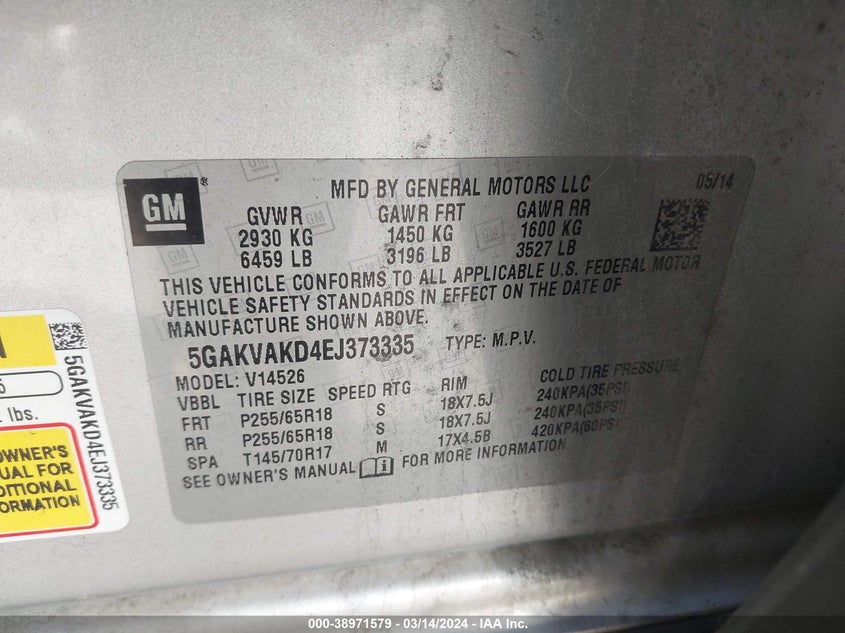 GM
MFD BY GENERAL MOTORS LLC 05/14
GVWR GAWR FRT GAWR RR
2930 KG 1450 KG 1600 KG
6459 LB 3196 LB 3527 LB
THIS VEHICLE CONFORMS TO ALL APPLICABLE U.S. FEDERAL MOTOR
VEHICLE SAFETY STANDARDS IN EFFECT ON THE DATE OF
MANUFACTURE SHOWN ABOVE.
5GAKVAKD4EJ373335 TYPE: M.P.V.
MODEL: V14526
VBBL TIRE SIZE SPEED RTG RIM COLD TIRE PRESSURE
FRT P255/65R18 S 18X7.5J 240KPA(35PSI)
RR P255/65R18 S 18X7.5J 240KPA(35PSI)
SPA T145/70R17 M 17X4.5B 420KPA(60PSI)
SEE OWNER'S MANUAL FOR MORE INFORMATION
5GAKVAKD4EJ373335
lbs.
OWNER'S
FOR
000-38971579 - 03/14/2024 - IAA Inc.